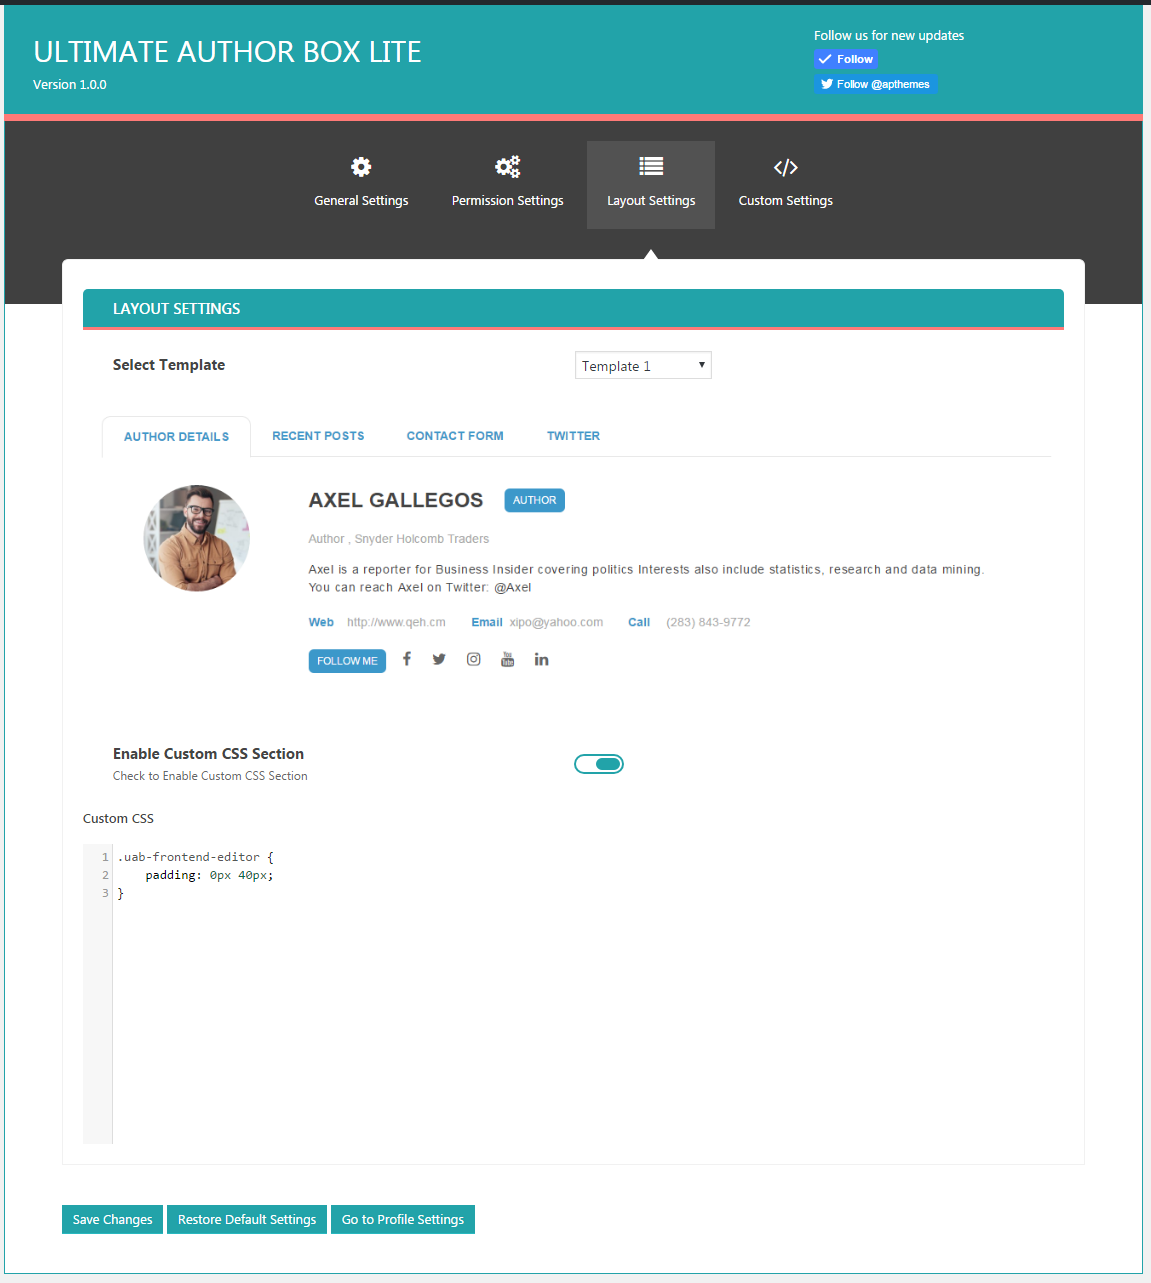 ULTIMATE AUTHOR BOX LITE
Version 1.0.0
Follow us for new updates
Follow
Follow @apthemes
General Settings
Permission Settings
Layout Settings
Custom Settings
LAYOUT SETTINGS
Select Template
Template 1
AUTHOR DETAILS
RECENT POSTS
CONTACT FORM
TWITTER
AXEL GALLEGOS
AUTHOR
Author , Snyder Holcomb Traders
Axel is a reporter for Business Insider covering politics Interests also include statistics, research and data mining.
You can reach Axel on Twitter: @Axel
Web http://www.qeh.cm Email xipo@yahoo.com Call (283) 843-9772
FOLLOW ME
You Tube
Enable Custom CSS Section
Check to Enable Custom CSS Section
Custom CSS
1 .uab-frontend-editor {
2 padding: 0px 40px;
3 }
Save Changes
Restore Default Settings
Go to Profile Settings